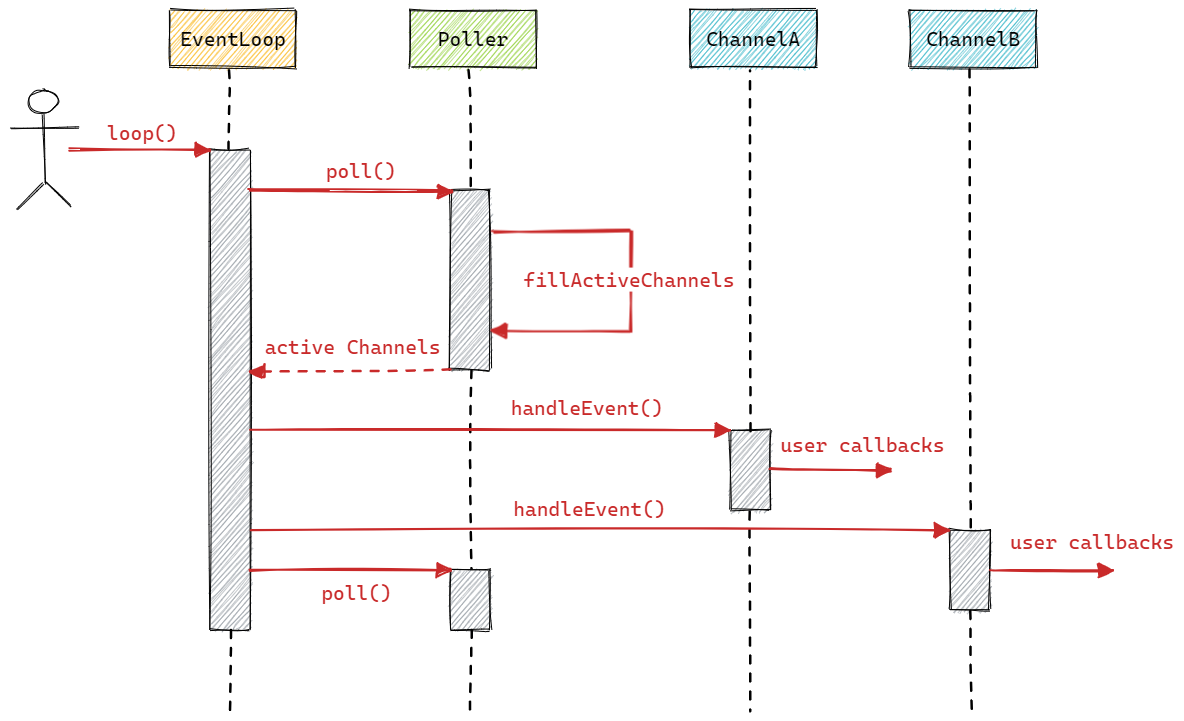 EventLoop
Poller
ChannelA
ChannelB
loop()
poll()
fillActiveChannels
active Channels
handleEvent()
user callbacks
handleEvent()
user callbacks
poll()